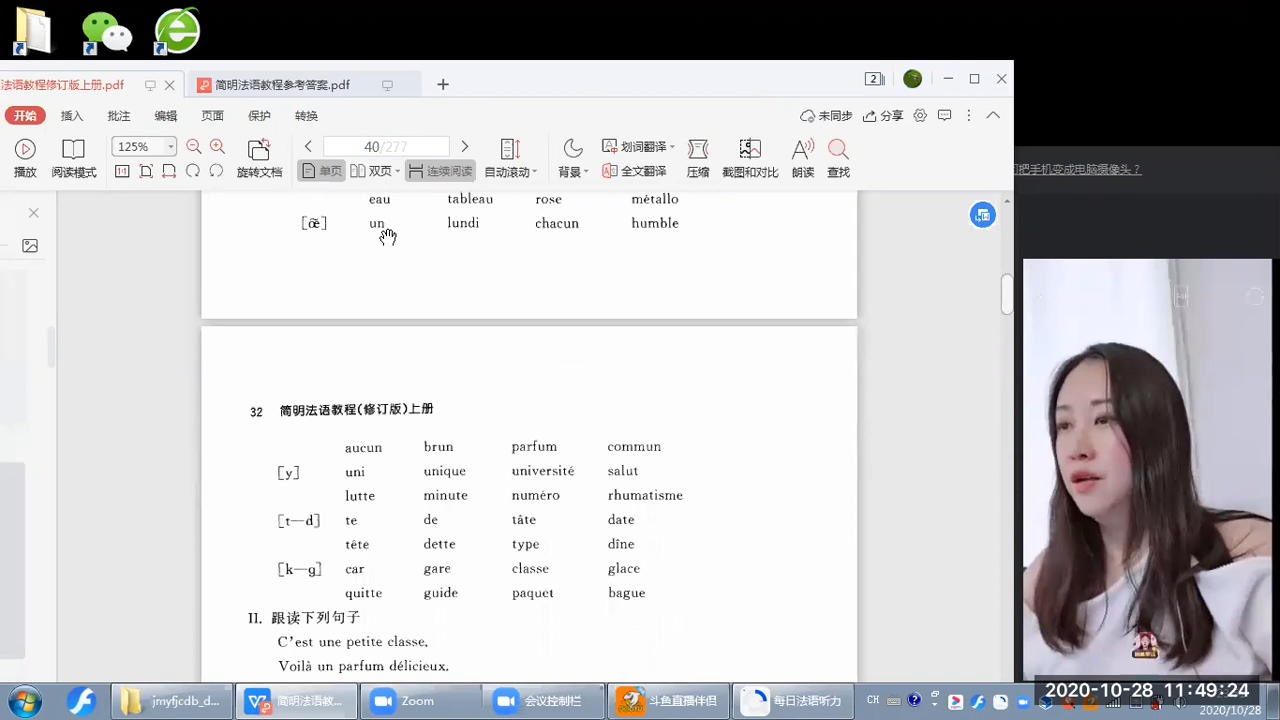 法语教程修订版上册.pdf
简明法语教程参考答案.pdf
2
开始 插入 批注 编辑 页面 保护 转换
未同步 分享
125%
40/277
划词翻译
播放 阅读模式 旋转文档 单页 双页 连续阅读 自动滚动 背景 全文翻译 压缩 截图和对比 朗读 查找
可把手机变成电脑摄像头？
eau tableau rose métallo
[œ̃] un lundi chacun humble
32 简明法语教程(修订版)上册
aucun brun parfum commun
[y] uni unique université salut
lutte minute numéro rhumatisme
[t—d] te de tâte date
tête dette type dîne
[k—g] car gare classe glace
quitte guide paquet bague
II. 跟读下列句子
C'est une petite classe.
Voilà un parfum délicieux.
jmyfjcdb_d...
简明法语教...
Zoom
会议控制栏
斗鱼直播伴侣
每日法语听力
CH
2020-10-28 11:49:24
2020/10/28